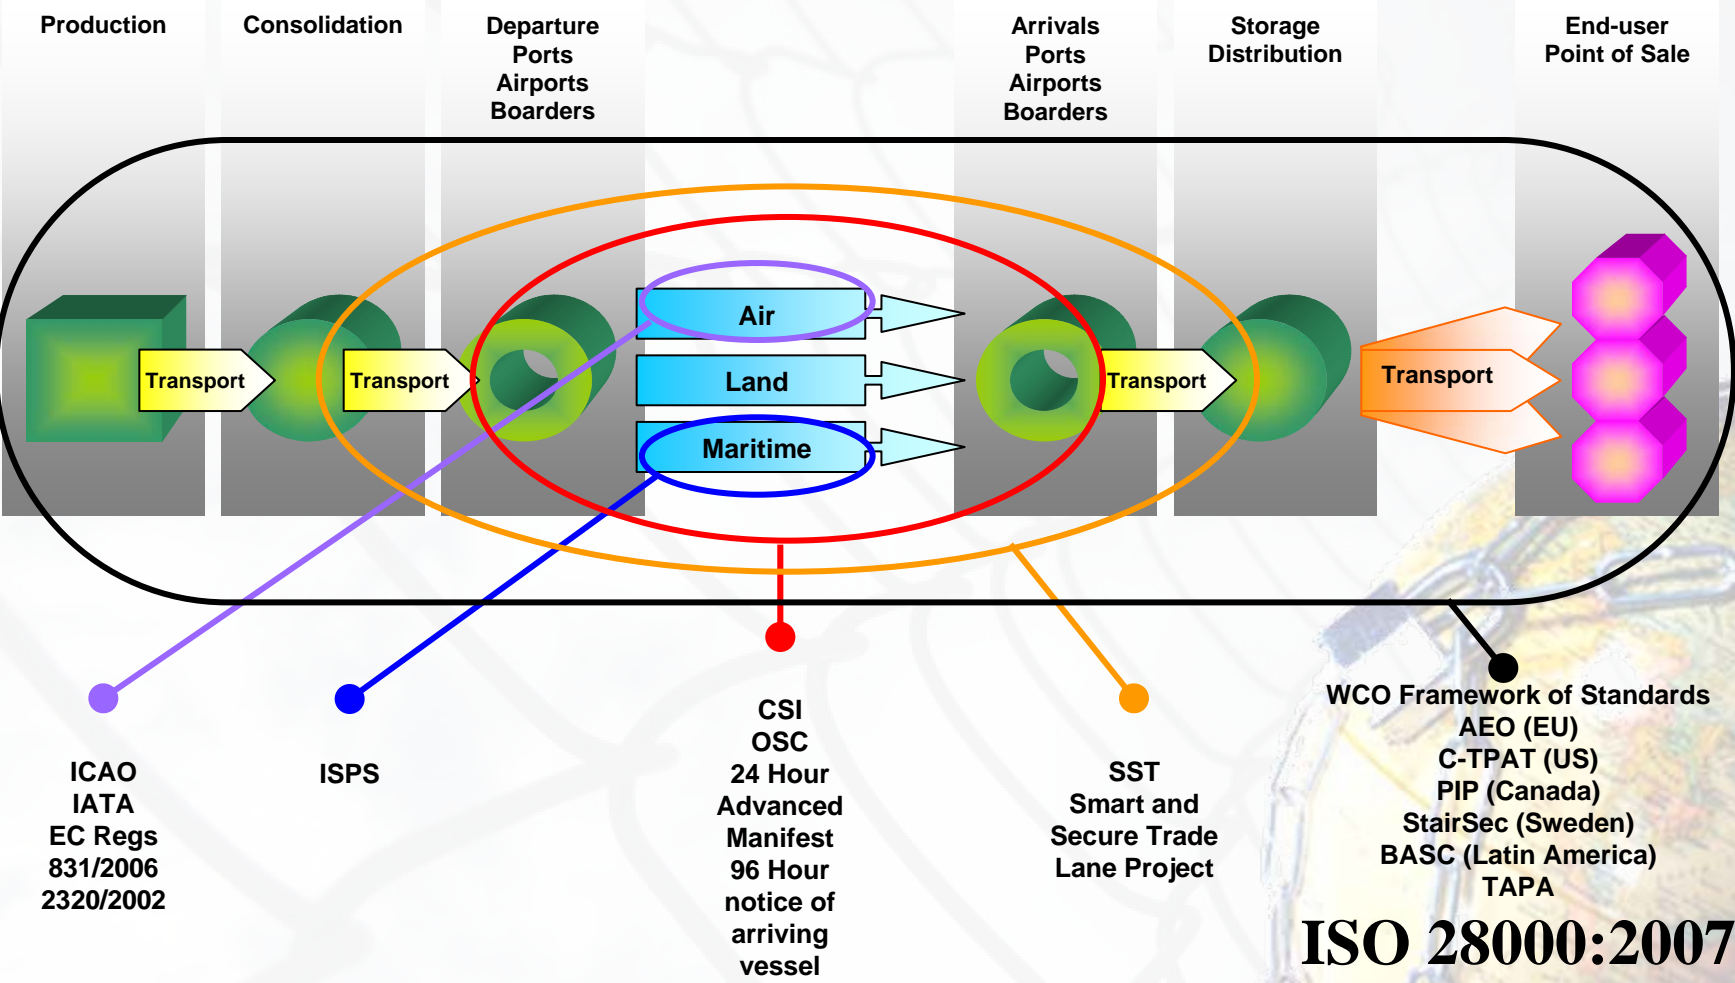 Production
Consolidation
Departure
Ports
Airports
Boarders
Arrivals
Ports
Airports
Boarders
Storage
Distribution
End-user
Point of Sale
Transport
Transport
Air
Land
Maritime
Transport
Transport
ICAO
IATA
EC Regs
831/2006
2320/2002
ISPS
CSI
OSC
24 Hour
Advanced
Manifest
96 Hour
notice of
arriving
vessel
SST
Smart and
Secure Trade
Lane Project
WCO Framework of Standards
AEO (EU)
C-TPAT (US)
PIP (Canada)
StairSec (Sweden)
BASC (Latin America)
TAPA
ISO 28000:2007